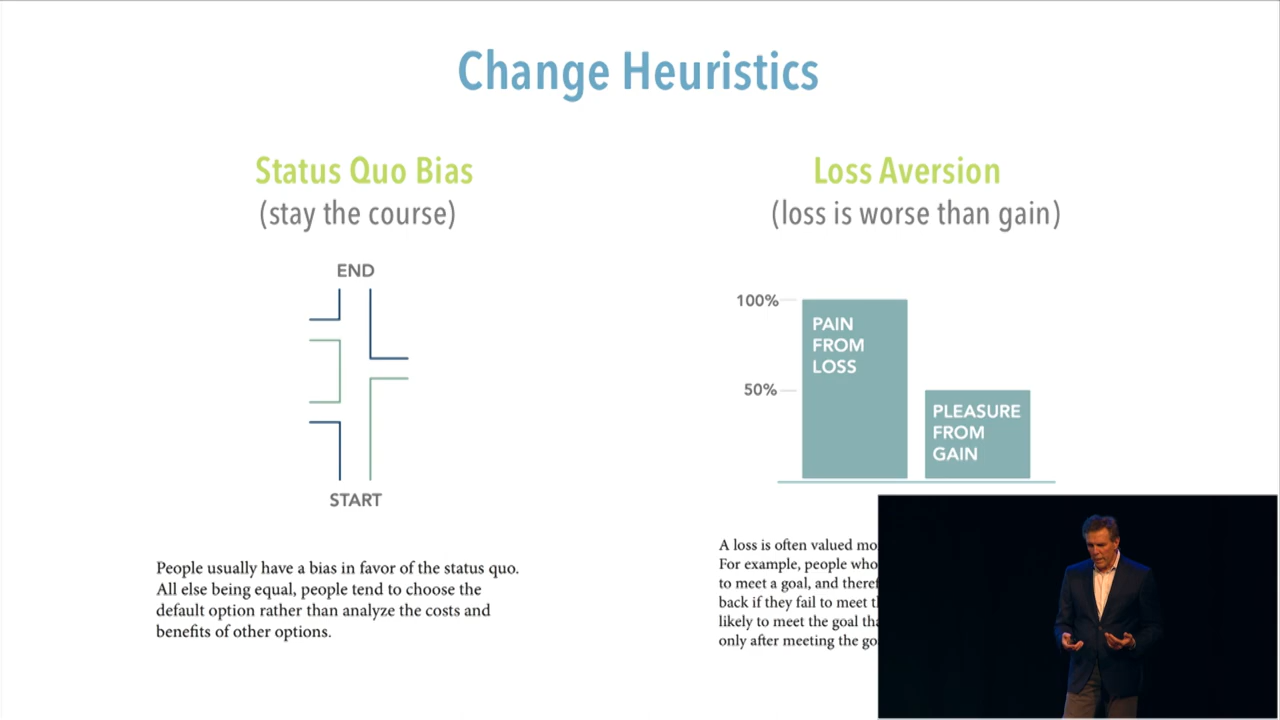 Change Heuristics
Status Quo Bias
(stay the course)
END
START
People usually have a bias in favor of the status quo.
All else being equal, people tend to choose the
default option rather than analyze the costs and
benefits of other options.
Loss Aversion
(loss is worse than gain)
100%
50%
PAIN
FROM
LOSS
PLEASURE
FROM
GAIN
A loss is often valued
For example, people who
to meet a goal, and
back if they fail to meet
likely to meet the goal
only after meeting the